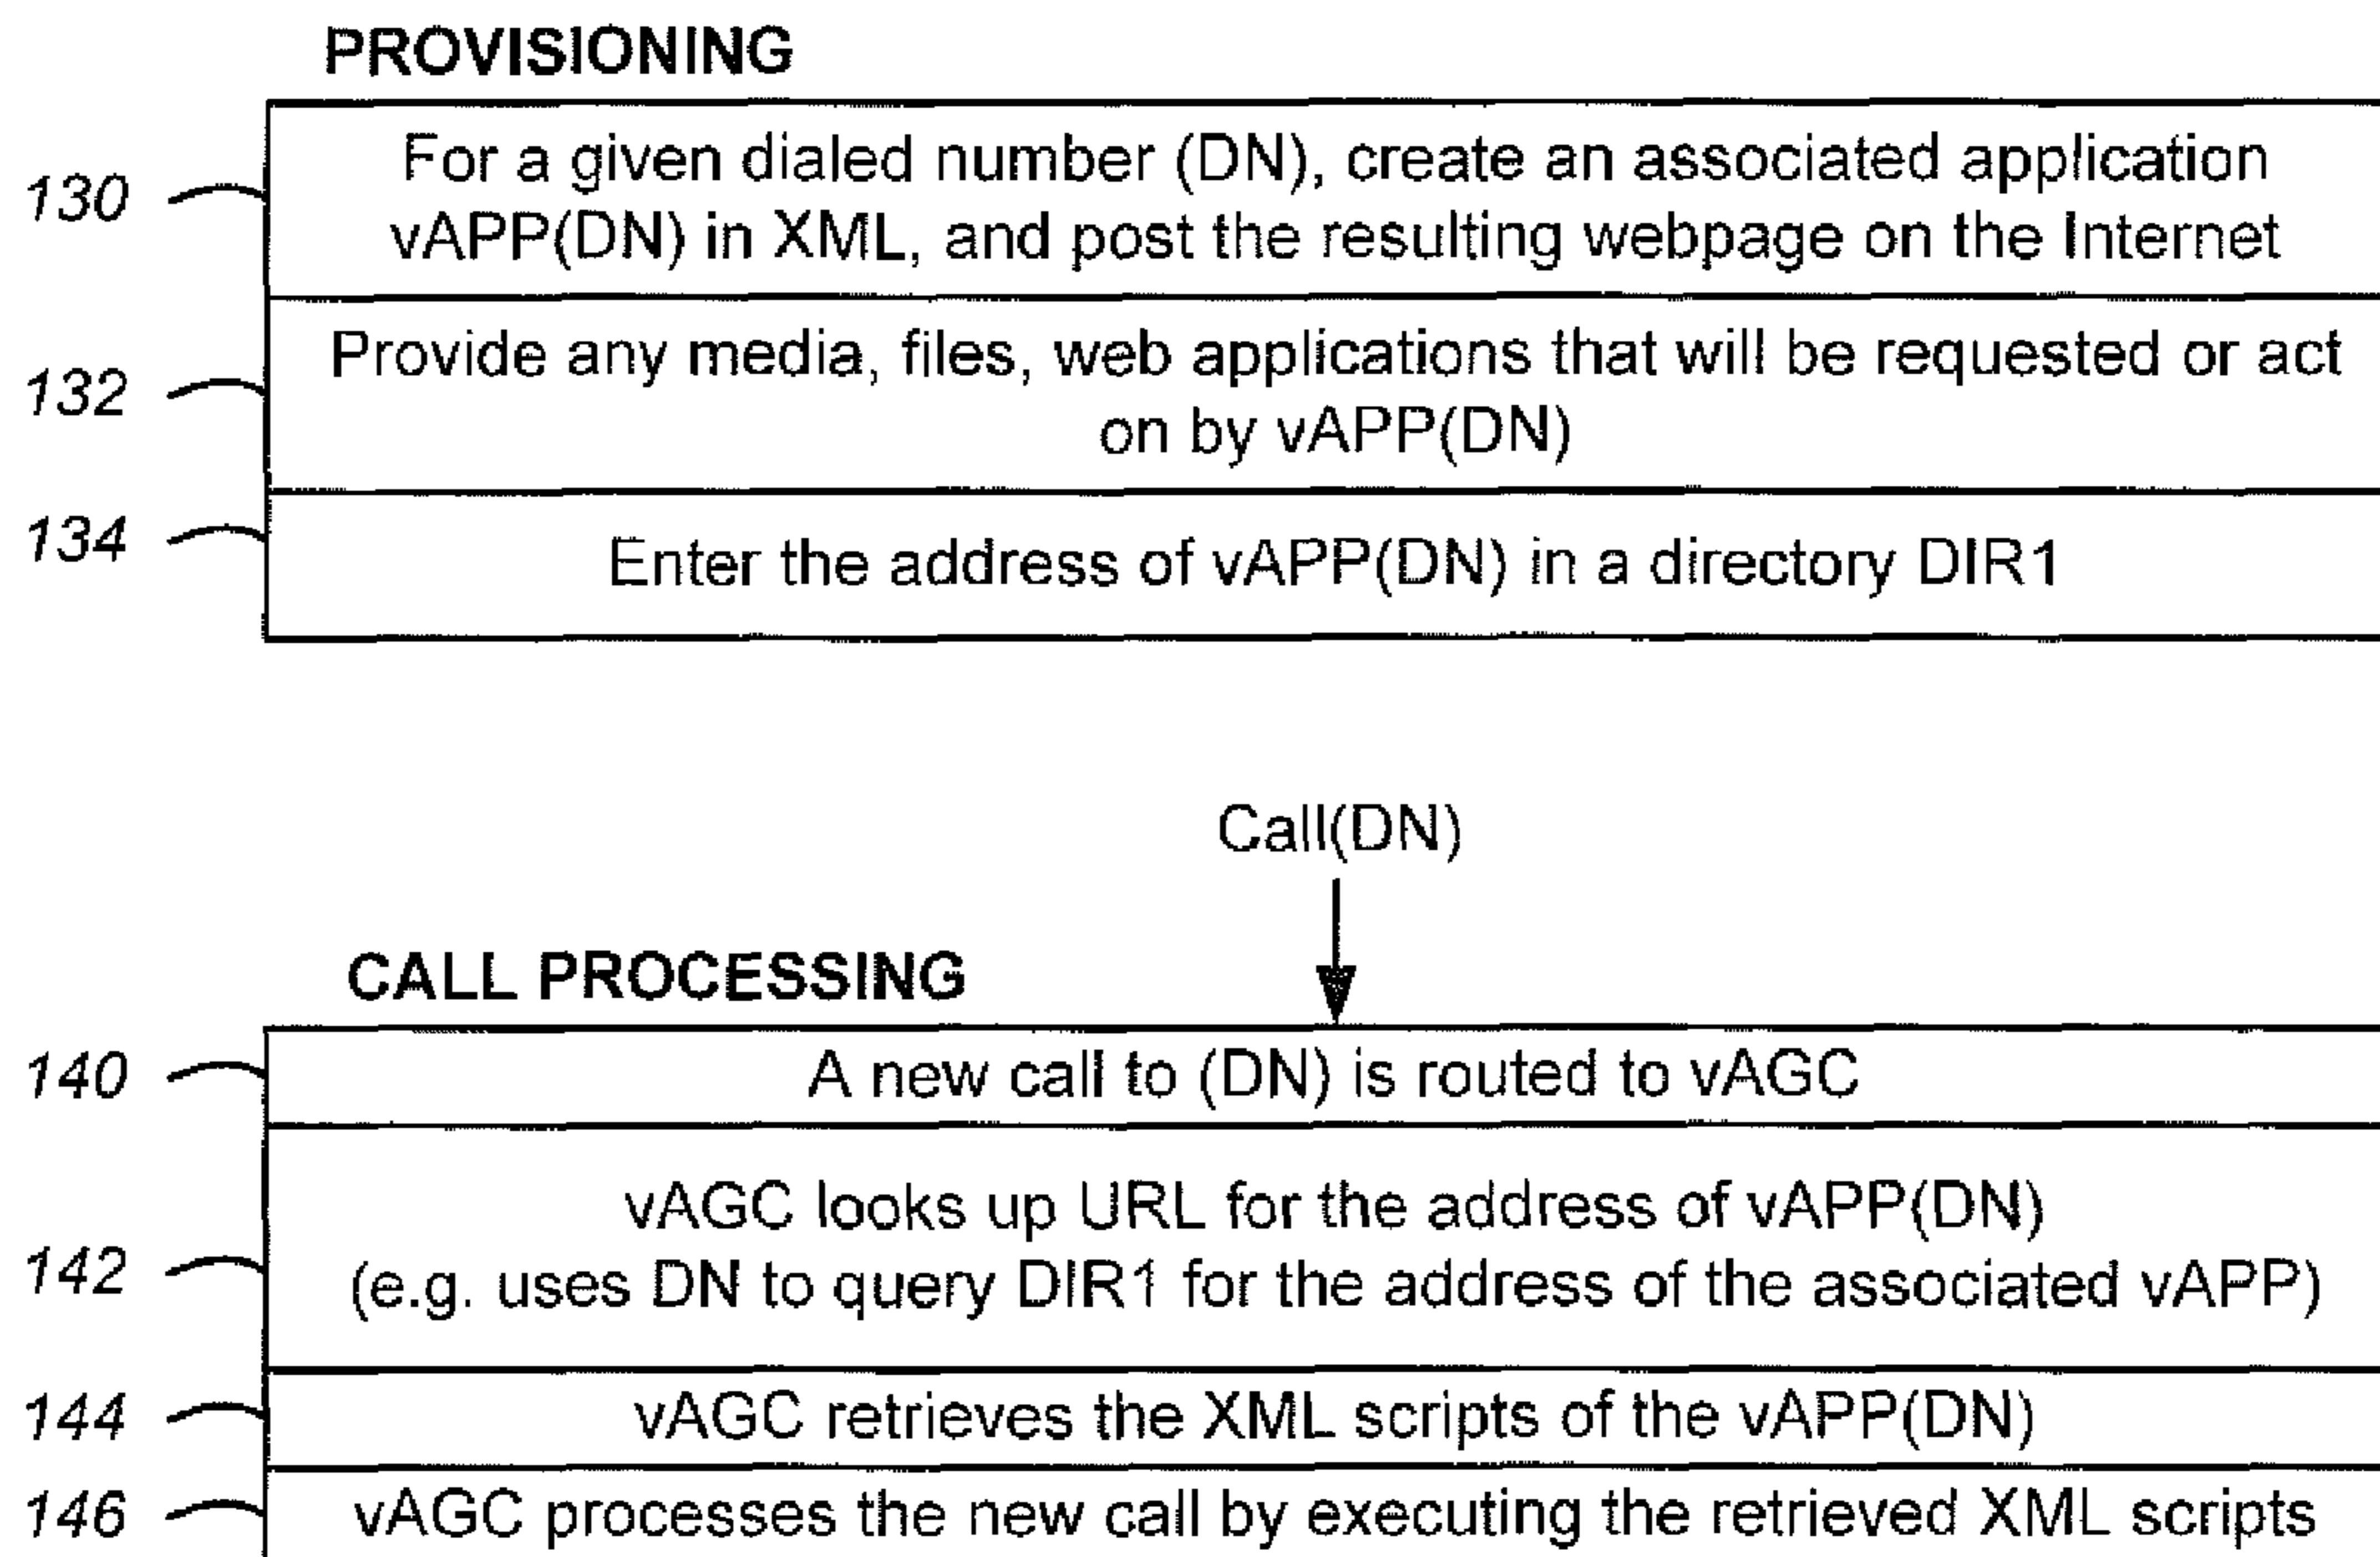 PROVISIONING
130
For a given dialed number (DN), create an associated application
vAPP(DN) in XML, and post the resulting webpage on the Internet
132
Provide any media, files, web applications that will be requested or act
on by vAPP(DN)
134
Enter the address of vAPP(DN) in a directory DIR1
Call(DN)
CALL PROCESSING
140
A new call to (DN) is routed to vAGC
142
vAGC looks up URL for the address of vAPP(DN)
(e.g. uses DN to query DIR1 for the address of the associated vAPP)
144
vAGC retrieves the XML scripts of the vAPP(DN)
146
vAGC processes the new call by executing the retrieved XML scripts